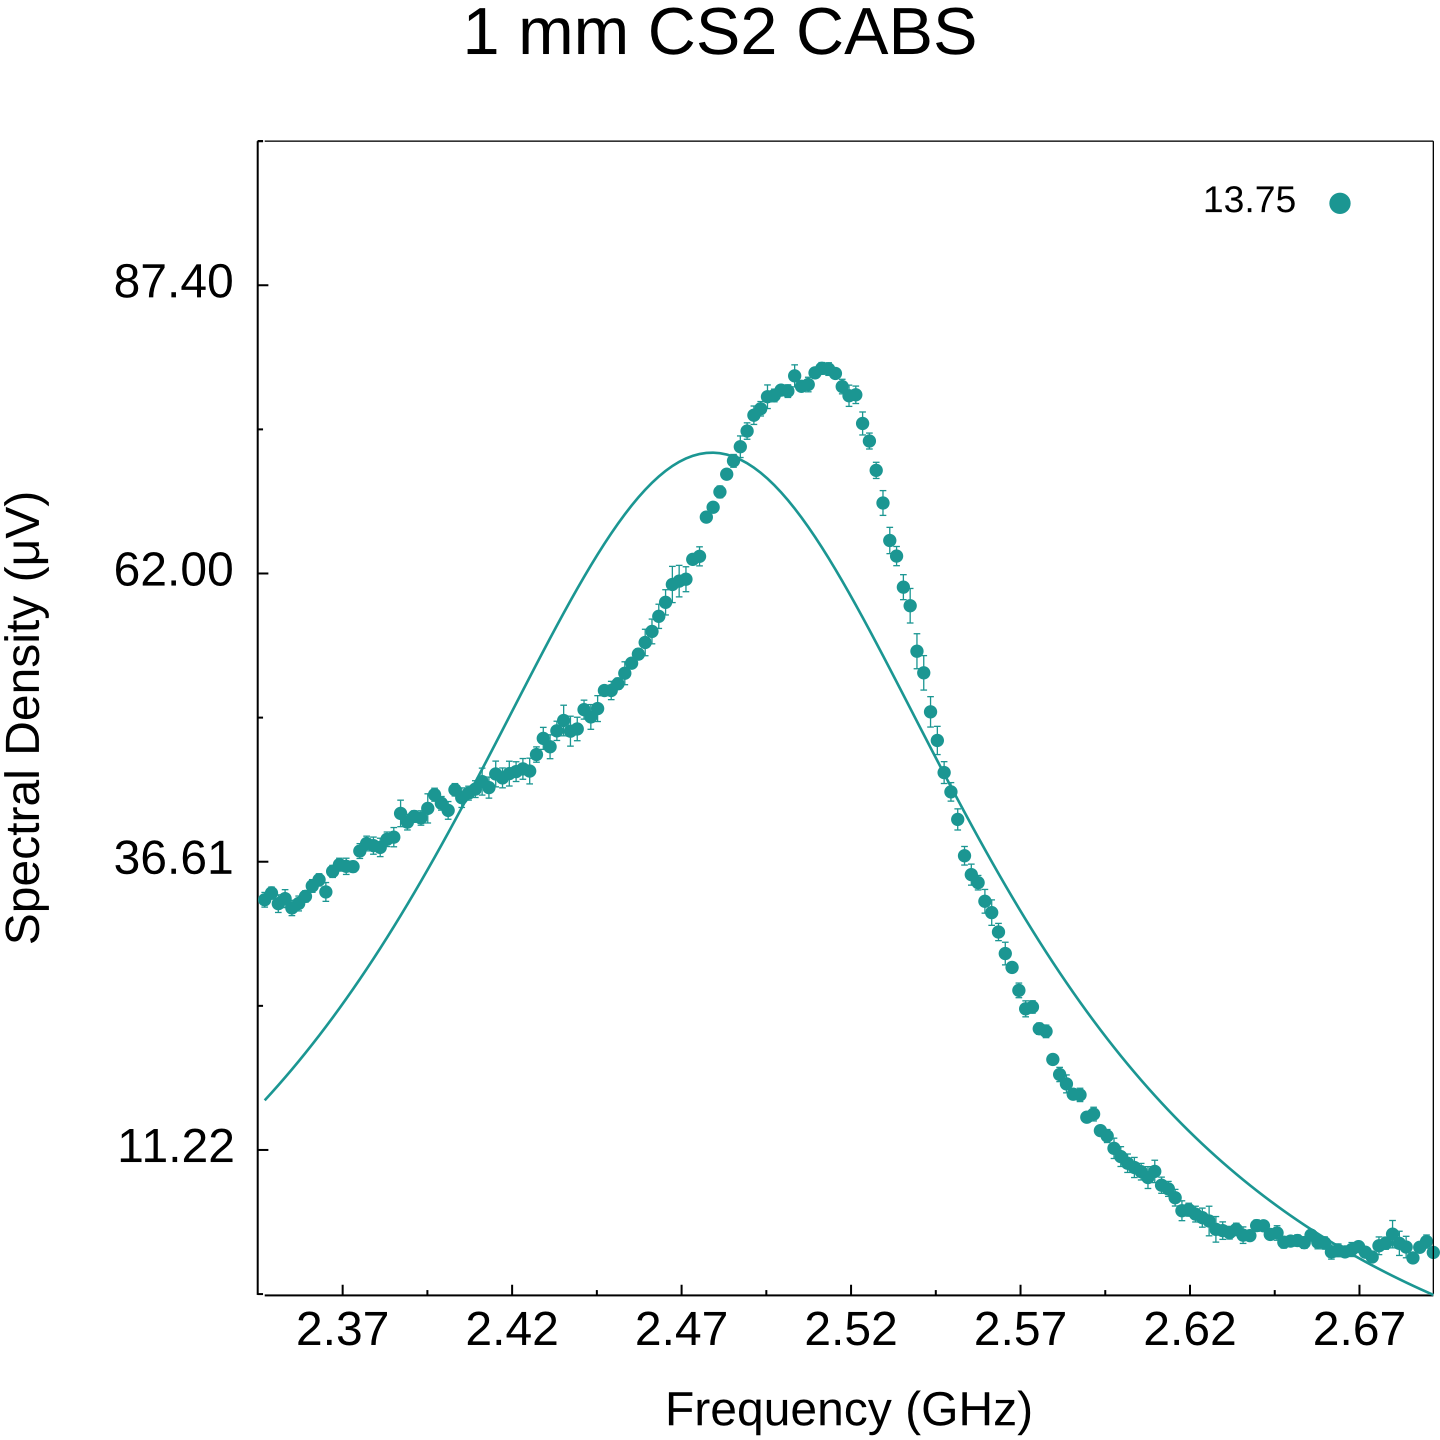 1 mm CS2 CABS
13.75
87.40
62.00
36.61
11.22
Spectral Density (μV)
2.37 2.42 2.47 2.52 2.57 2.62 2.67
Frequency (GHz)